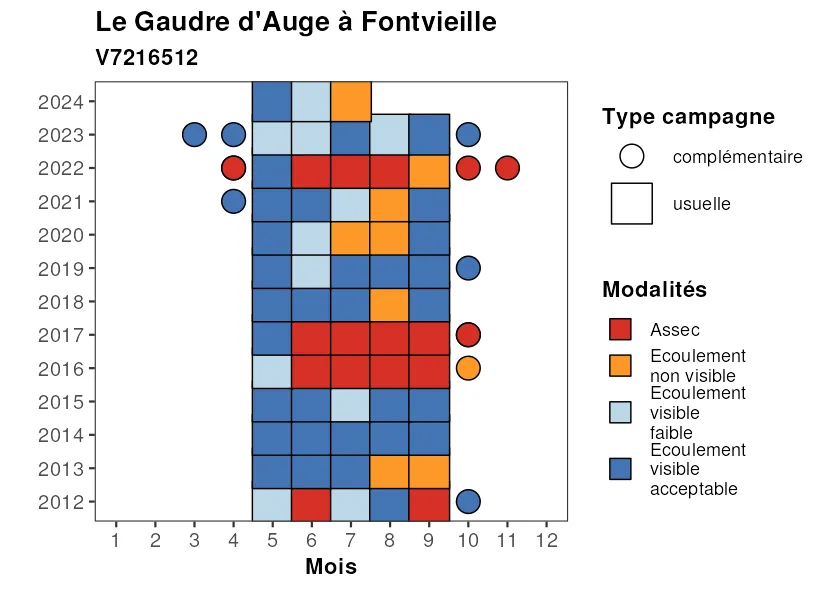 Le Gaudre d'Auge à Fontvieille
V7216512
2024
2023
2022
2021
2020
2019
2018
2017
2016
2015
2014
2013
2012
1 2 3 4 5 6 7 8 9 10 11 12
Mois
Type campagne
complémentaire
usuelle
Modalités
Assec
Ecoulement
non visible
Ecoulement
visible
faible
Ecoulement
visible
acceptable